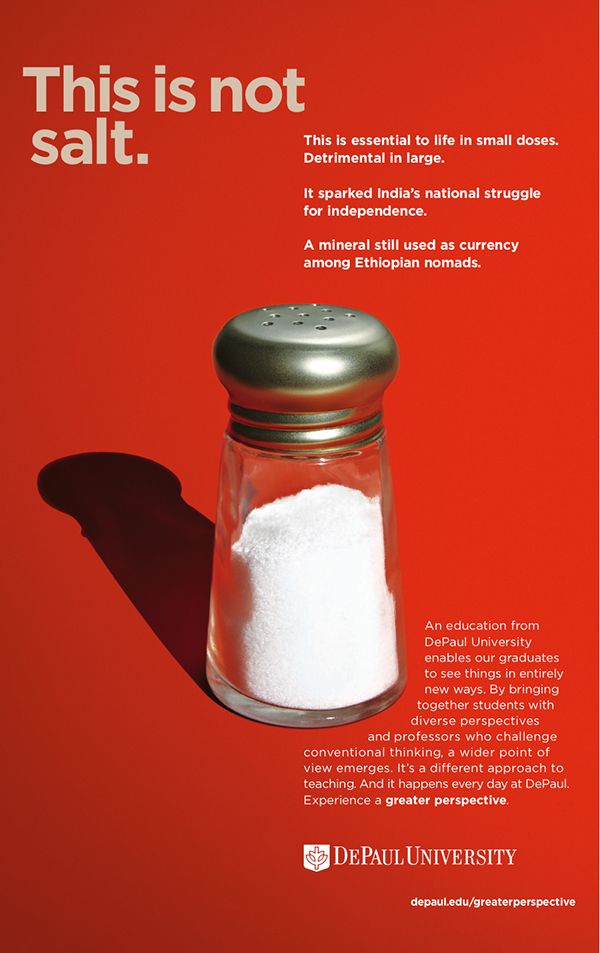 This is not
salt.
This is essential to life in small doses.
Detrimental in large.
It sparked India's national struggle
for independence.
A mineral still used as currency
among Ethiopian nomads.
An education from
DePaul University
enables our graduates
to see things in entirely
new ways. By bringing
together students with
diverse perspectives
and professors who challenge
conventional thinking, a wider point of
view emerges. It's a different approach to
teaching. And it happens every day at DePaul.
Experience a greater perspective.
DEPAUL UNIVERSITY
depaul.edu/greaterperspective